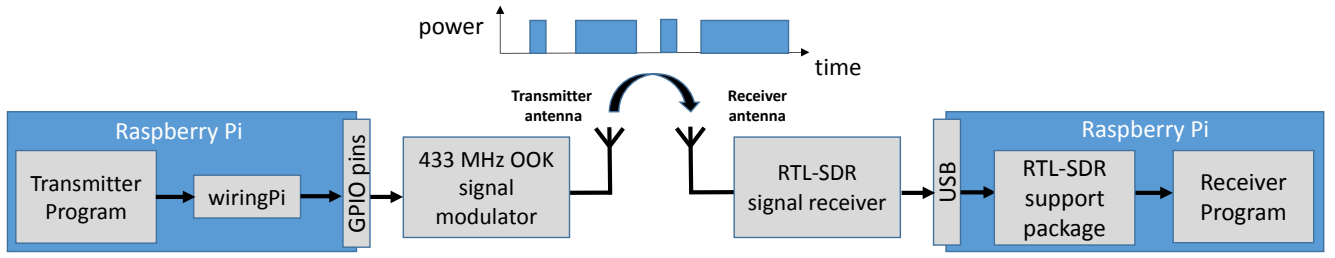 power
time
Transmitter
antenna
Receiver
antenna
Raspberry Pi
Transmitter
Program
wiringPi
GPIO pins
433 MHz OOK
signal
modulator
RTL-SDR
signal receiver
USB
Raspberry Pi
RTL-SDR
support
package
Receiver
Program